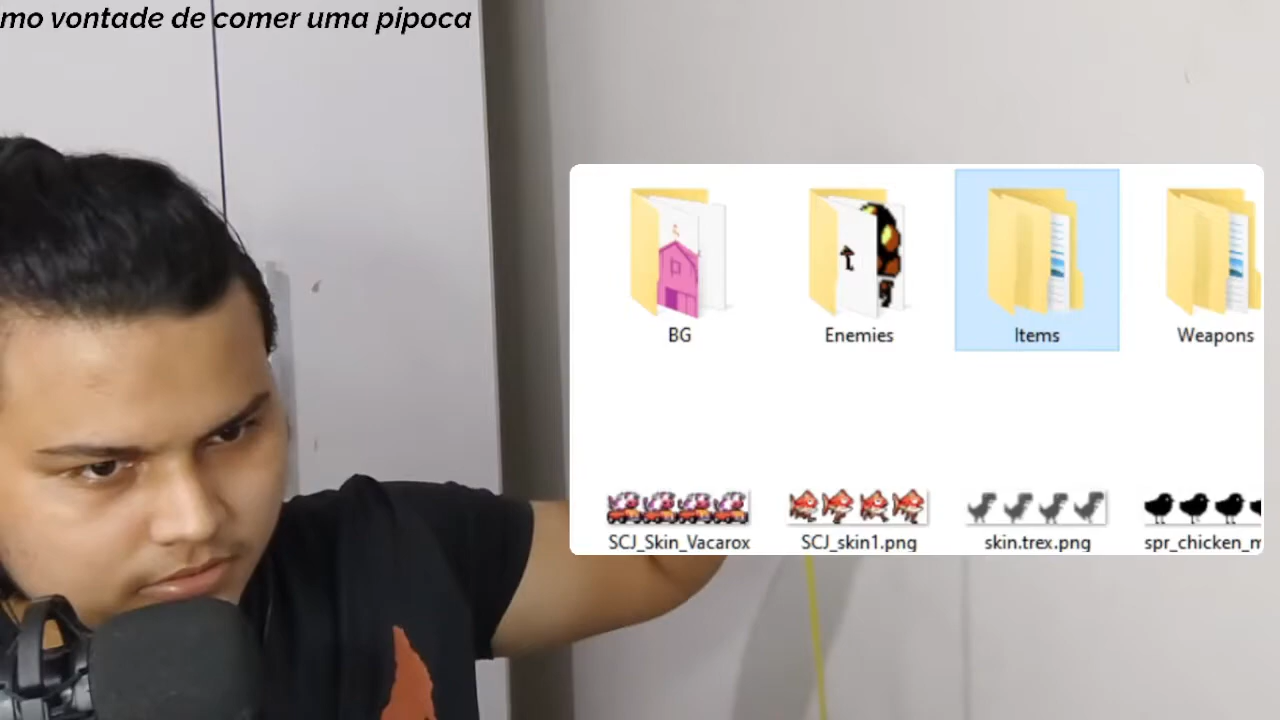 mo vontade de comer uma pipoca
BG
Enemies
Items
Weapons
SCJ_Skin_Vacarox
SCJ_skin1.png
skin.trex.png
spr_chicken_m